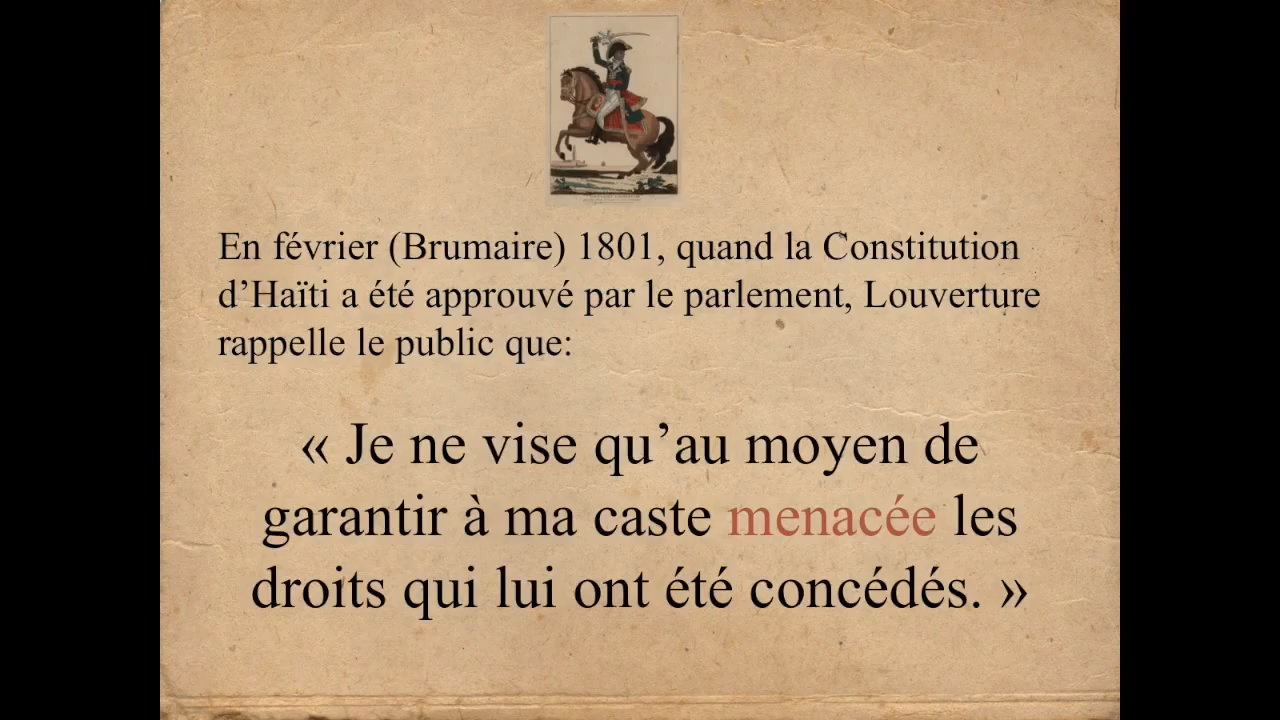 En février (Brumaire) 1801, quand la Constitution
d’Haïti a été approuvé par le parlement, Louverture
rappelle le public que:
« Je ne vise qu’au moyen de
garantir à ma caste menacée les
droits qui lui ont été concédés. »